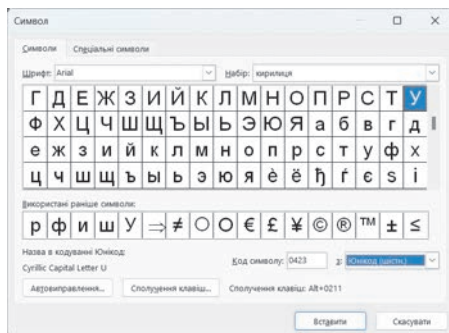 Символ
Символи Спеціальні символи
Шрифт: Arial Набір: кирилиця
Г Д Е Ж З И Й К Л М Н О П Р С Т У
Ф Х Ц Ч Ш Щ Ъ Ы Ь Э Ю Я а б в г д
е ж з и й к л м н о п р с т у ф х
ц ч ш щ ъ ы ь э ю я ѐ ё ђ ѓ є ѕ і
Використані раніше символи:
р ф и ш У ⇒ ≠ ○ О € £ ¥ © ® ™ ± ≤
Назва в кодуванні Юнікод:
Cyrillic Capital Letter U
Код символу: 0423 з: Юнікод (шістн.)
Автовиправлення... Сполучення клавіш... Сполучення клавіш: Alt+0211
Вставити Скасувати